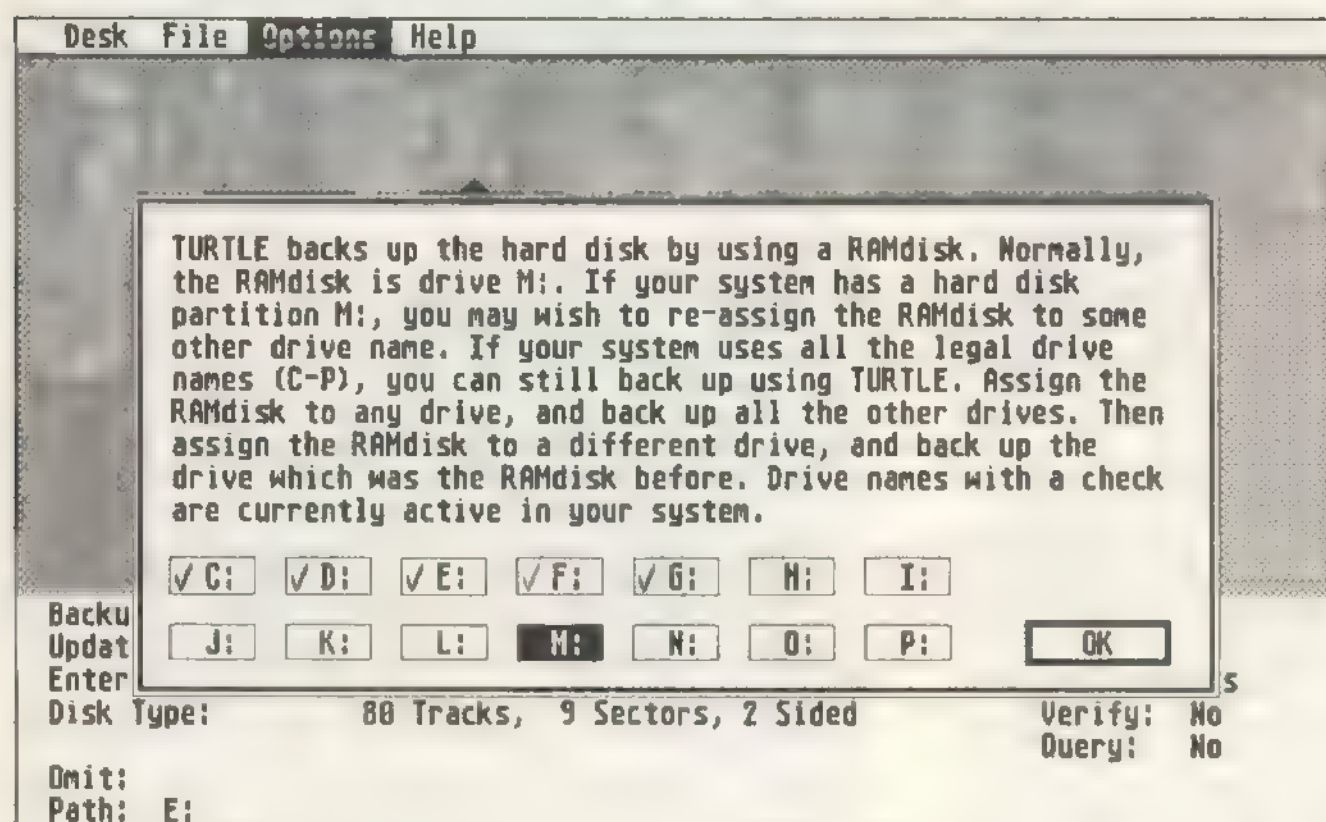 Desk File Options Help
TURTLE backs up the hard disk by using a RAMdisk. Normally,
the RAMdisk is drive M:. If your system has a hard disk
partition M:, you may wish to re-assign the RAMdisk to some
other drive name. If your system uses all the legal drive
names (C-P), you can still back up using TURTLE. Assign the
RAMdisk to any drive, and back up all the other drives. Then
assign the RAMdisk to a different drive, and back up the
drive which was the RAMdisk before. Drive names with a check
are currently active in your system.
✓ C: ✓ D: ✓ E: ✓ F: ✓ G: H: I:
J: K: L: M: N: O: P: OK
Backu
Updat
Enter s
Disk Type: 80 Tracks, 9 Sectors, 2 Sided Verify: No
Query: No
Omit:
Path: E: